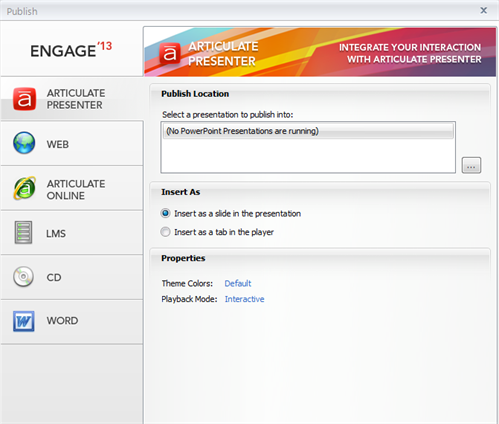 Publish
ENGAGE'13
ARTICULATE
PRESENTER
INTEGRATE YOUR INTERACTION
WITH ARTICULATE PRESENTER
ARTICULATE
PRESENTER
WEB
ARTICULATE
ONLINE
LMS
CD
WORD
Publish Location
Select a presentation to publish into:
(No PowerPoint Presentations are running)
...
Insert As
Insert as a slide in the presentation
Insert as a tab in the player
Properties
Theme Colors: Default
Playback Mode: Interactive